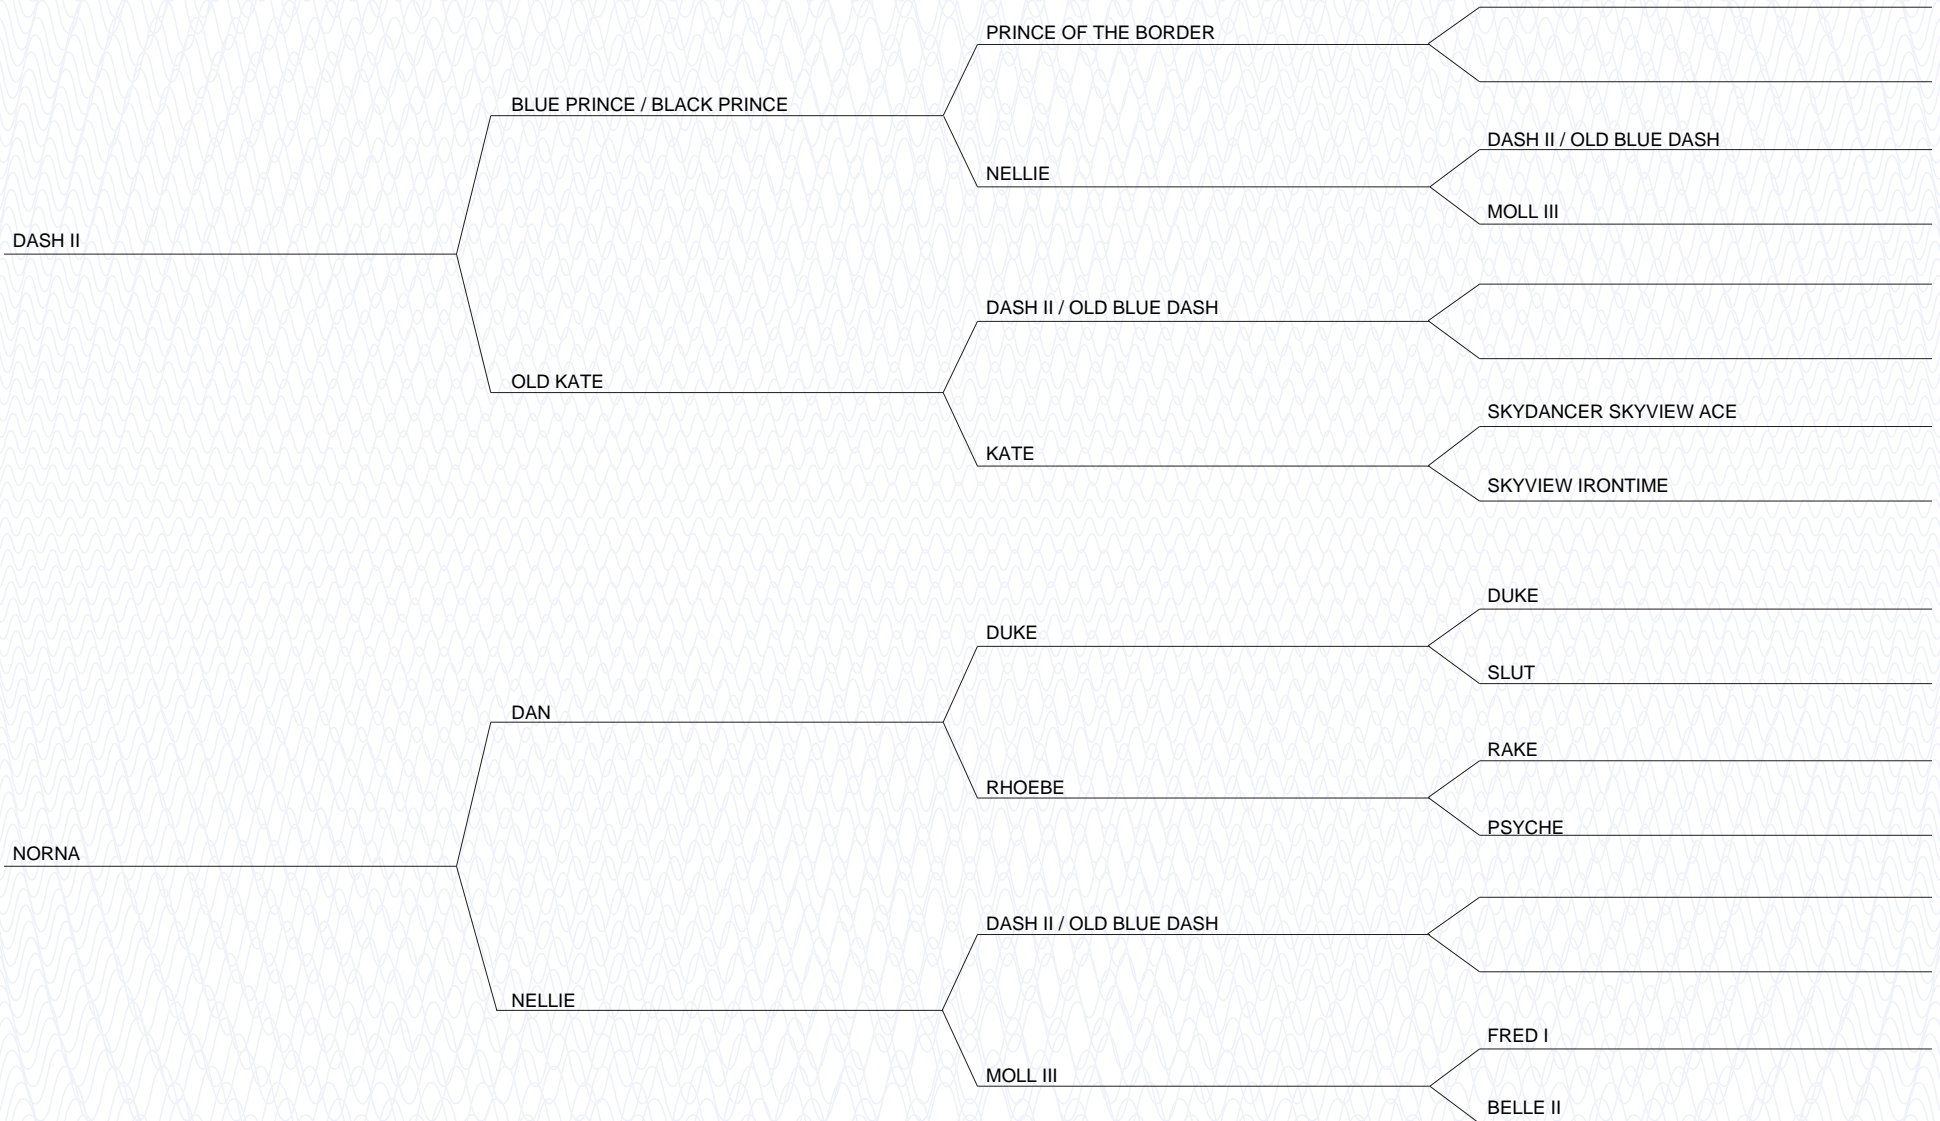 PRINCE OF THE BORDER
BLUE PRINCE / BLACK PRINCE
DASH II / OLD BLUE DASH
NELLIE
MOLL III
DASH II
DASH II / OLD BLUE DASH
OLD KATE
SKYDANCER SKYVIEW ACE
KATE
SKYVIEW IRONTIME
DUKE
DUKE
SLUT
DAN
RAKE
RHOEBE
PSYCHE
NORNA
DASH II / OLD BLUE DASH
NELLIE
FRED I
MOLL III
BELLE II